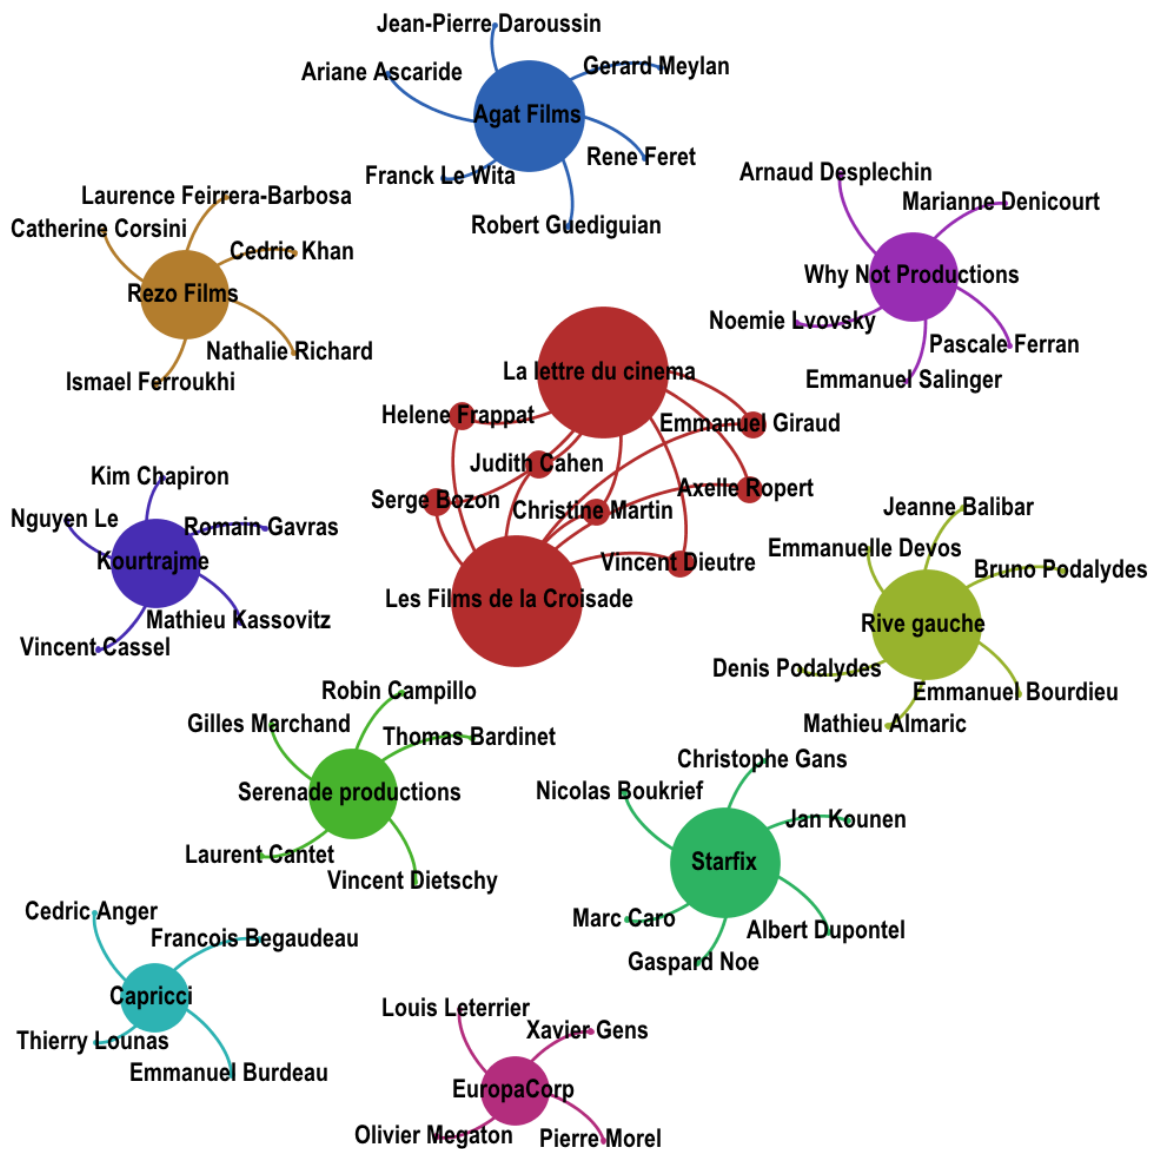 Jean-Pierre Daroussin
Ariane Ascaride
Gerard Meylan
Agat Films
Rene Feret
Franck Le Wita
Robert Guediguian
Arnaud Desplechin
Marianne Denicourt
Why Not Productions
Noemie Lvovsky
Pascale Ferran
Emmanuel Salinger
Laurence Feirrera-Barbosa
Catherine Corsini
Cedric Khan
Rezo Films
Nathalie Richard
Ismael Ferroukhi
La lettre du cinema
Helene Frappat
Emmanuel Giraud
Judith Cahen
Axelle Ropert
Serge Bozon
Christine Martin
Vincent Dieutre
Les Films de la Croisade
Kim Chapiron
Nguyen Le
Romain Gavras
Kourtrajme
Mathieu Kassovitz
Vincent Cassel
Jeanne Balibar
Emmanuelle Devos
Bruno Podalydes
Rive gauche
Denis Podalydes
Emmanuel Bourdieu
Mathieu Almaric
Robin Campillo
Gilles Marchand
Thomas Bardinet
Serenade productions
Laurent Cantet
Vincent Dietschy
Christophe Gans
Nicolas Boukrief
Jan Kounen
Starfix
Marc Caro
Albert Dupontel
Gaspard Noe
Cedric Anger
Francois Begaudeau
Capricci
Thierry Lounas
Emmanuel Burdeau
Louis Leterrier
Xavier Gens
EuropaCorp
Olivier Megaton
Pierre Morel